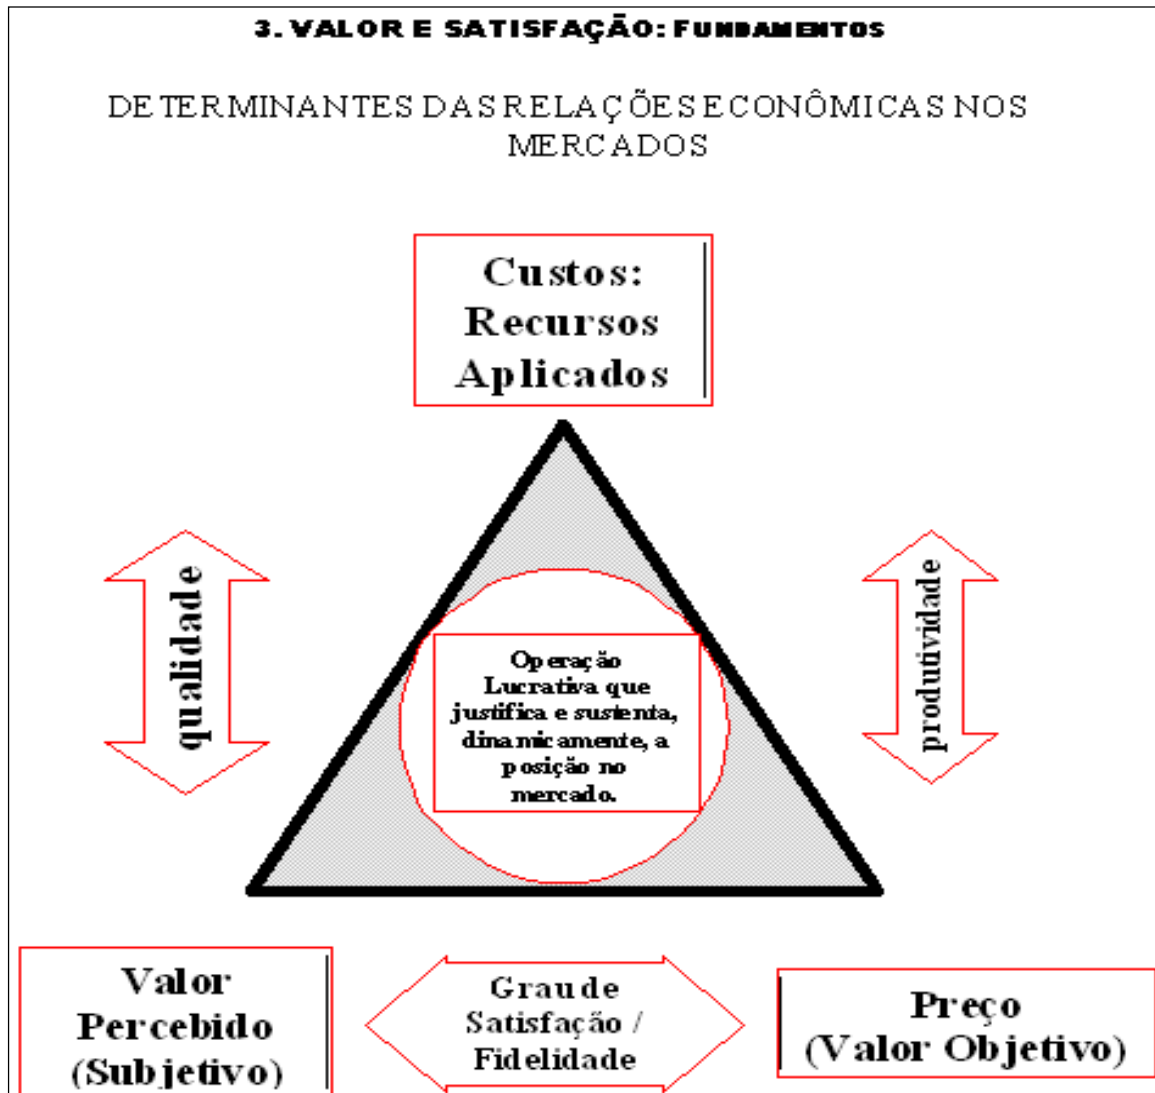 3. VALOR E SATISFAÇÃO: FUNDAMENTOS
DETERMINANTES DAS RELAÇÕES ECONÔMICAS NOS
MERCADOS
Custos:
Recursos
Aplicados
qualidade
produtividade
Operação
Lucrativa que
justifica e sustenta,
dinamicamente, a
posição no
mercado.
Valor
Percebido
(Subjetivo)
Grau de
Satisfação /
Fidelidade
Preço
(Valor Objetivo)